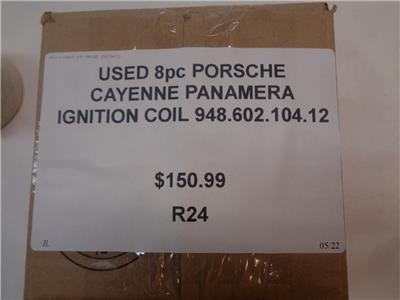 USED 8pc PORSCHE
CAYENNE PANAMERA
IGNITION COIL 948.602.104.12
$150.99
R24
JL
05/22